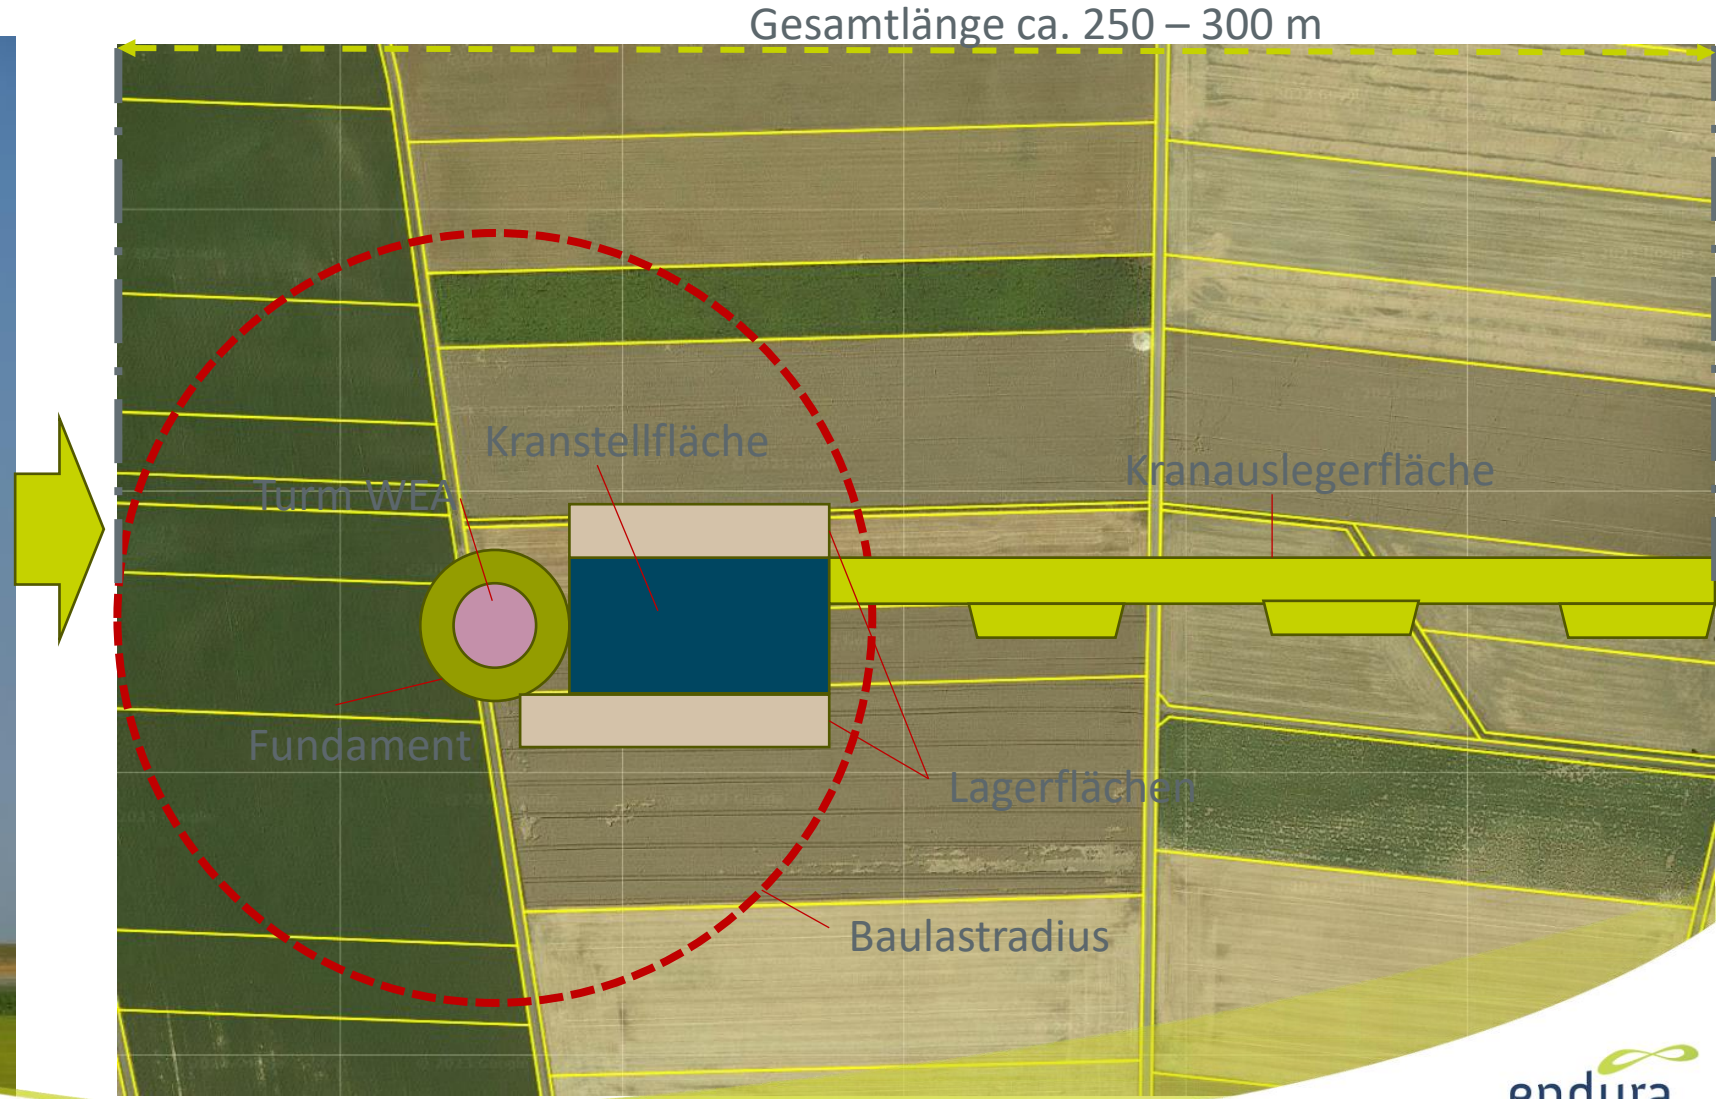 Gesamtlänge ca. 250 – 300 m
Kranstellfläche
Kranauslegerfläche
Turm WEA
Fundament
Lagerflächen
Baulastradius
endura